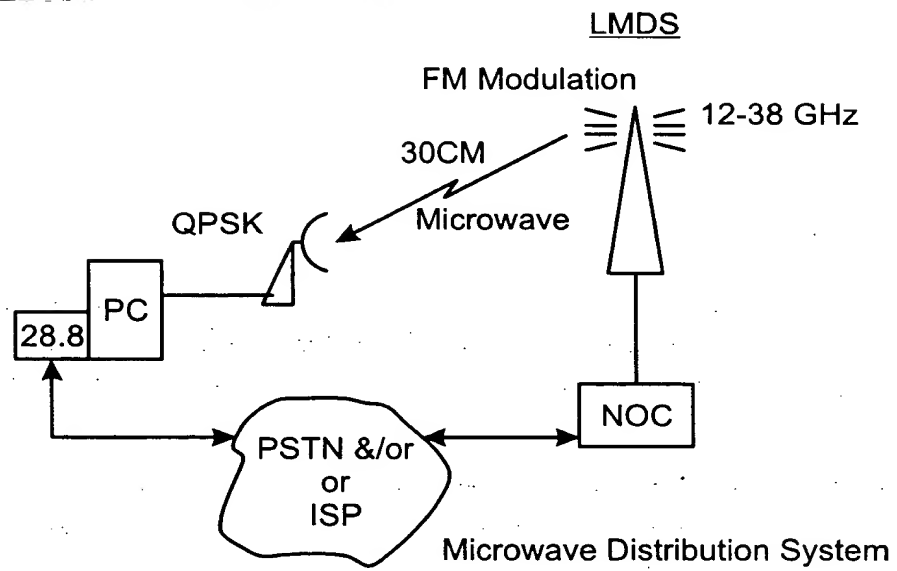 LMDS
FM Modulation
12-38 GHz
30CM
Microwave
QPSK
PC
28.8
NOC
PSTN &/or
or
ISP
Microwave Distribution System